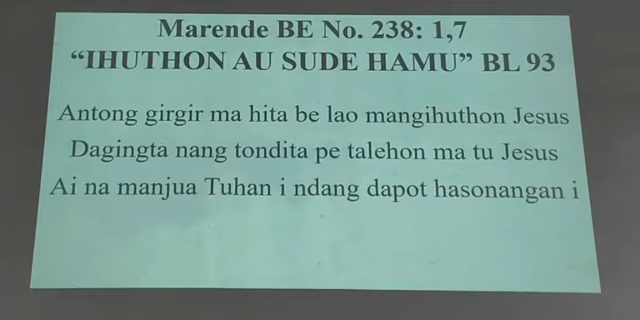 Marende BE No. 238: 1,7
“IHUTHON AU SUDE HAMU” BL 93
Antong girgir ma hita be lao mangihuthon Jesus
Dagingta nang tondita pe talehon ma tu Jesus
Ai na manjua Tuhan i ndang dapot hasonangan i